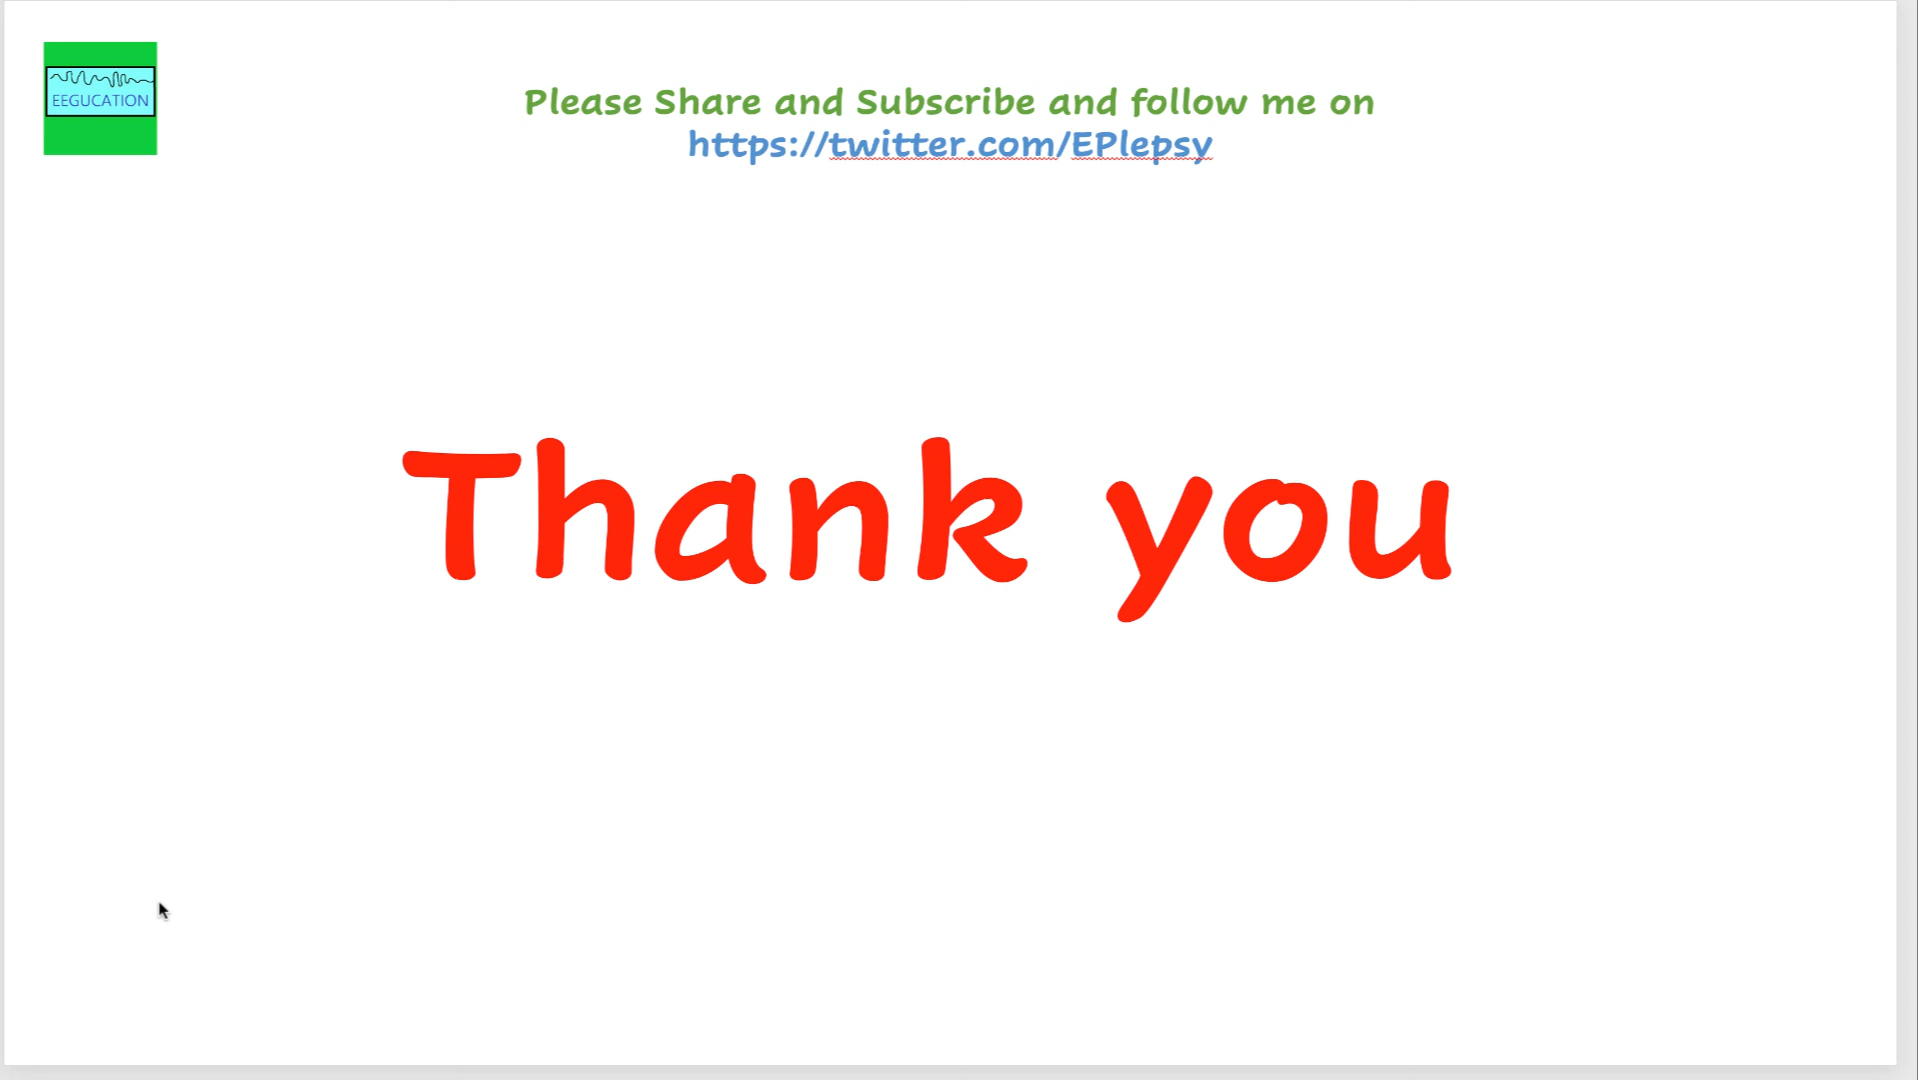 EEGUCATION
Please Share and Subscribe and follow me on
https://twitter.com/EPlepsy
Thank you